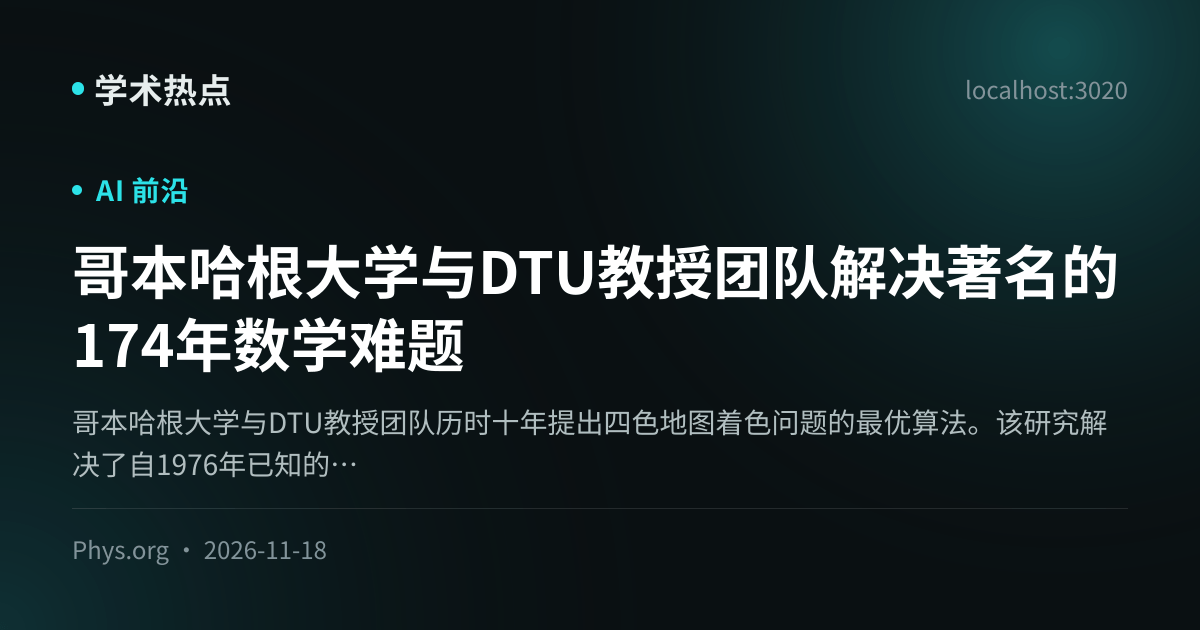 学术热点
localhost:3020
AI 前沿
哥本哈根大学与DTU教授团队解决著名的
174年数学难题
哥本哈根大学与DTU教授团队历时十年提出四色地图着色问题的最优算法。该研究解
决了自1976年已知的…
Phys.org · 2026-11-18